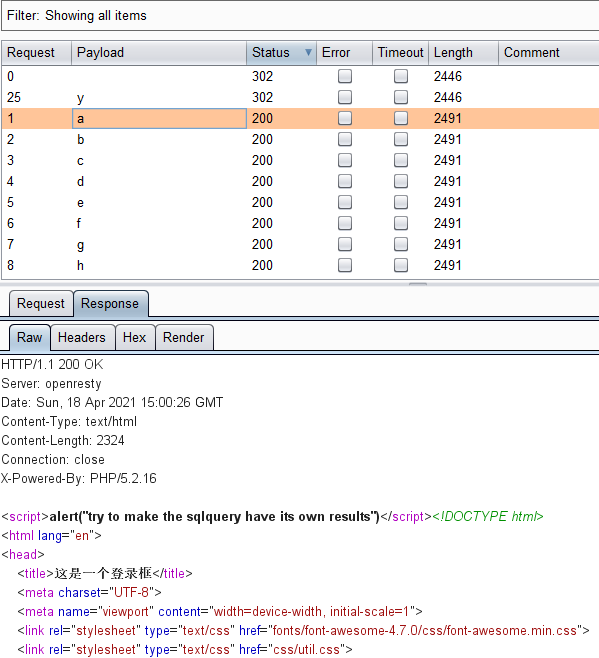 Filter: Showing all items
Request Payload Status Error Timeout Length Comment
0 302 2446
25 y 302 2446
1 a 200 2491
2 b 200 2491
3 c 200 2491
4 d 200 2491
5 e 200 2491
6 f 200 2491
7 g 200 2491
8 h 200 2491
Request Response
Raw Headers Hex Render
HTTP/1.1 200 OK
Server: openresty
Date: Sun, 18 Apr 2021 15:00:26 GMT
Content-Type: text/html
Content-Length: 2324
Connection: close
X-Powered-By: PHP/5.2.16
<script>alert("try to make the sqlquery have its own results")</script><!DOCTYPE html>
<html lang="en">
<head>
<title>这是一个登录框</title>
<meta charset="UTF-8">
<meta name="viewport" content="width=device-width, initial-scale=1">
<link rel="stylesheet" type="text/css" href="fonts/font-awesome-4.7.0/css/font-awesome.min.css">
<link rel="stylesheet" type="text/css" href="css/util.css">